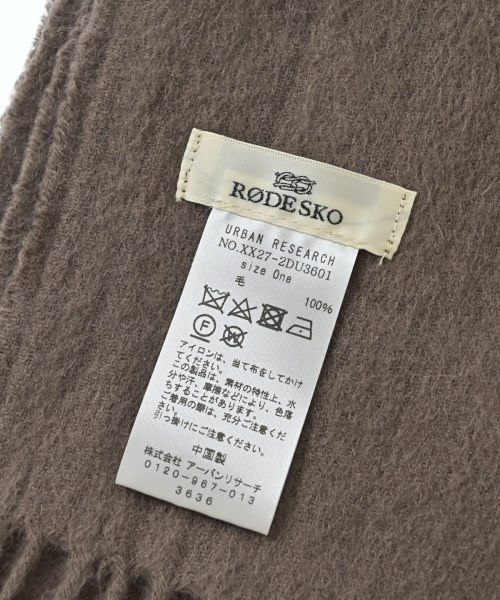 RØDESKO
URBAN RESEARCH
NO.XX27-2DU3601
size One
毛 100%
F W
アイロンは、当て布をしてかけ
てください。
この製品は、素材の特性上、水
分や汗、摩擦などにより、色落
ちすることがあります。
ご着用の際は、充分ご注意くだ
さい。
引っ掛けにご注意ください。
中国製
株式会社 アーバンリサーチ
0120-967-013
3636